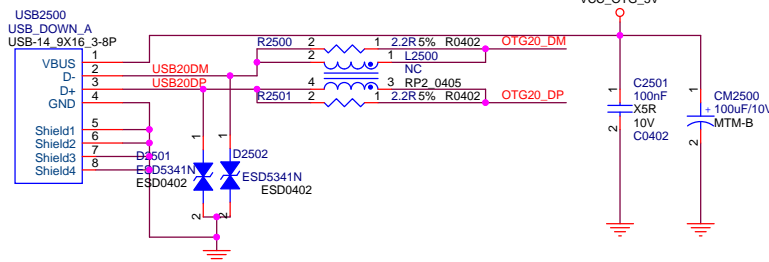 USB2500
USB_DOWN_A
USB-14_9X16_3-8P
VBUS 1
D- 2 USB20DM
D+ 3 USB20DP
GND 4
Shield1 5
Shield2 6
Shield3 7
Shield4 8
R2500 2 1 2.2R 5% R0402 OTG20_DM
2 1 L2500
NC
4 3 RP2_0405
R2501 2 1 2.2R 5% R0402 OTG20_DP
D2501
ESD5341N
ESD0402
1
2
D2502
ESD5341N
ESD0402
1
2
1
C2501
100nF
X5R
10V
C0402
2
1
CM2500
+ 100uF/10V
MTM-B
2